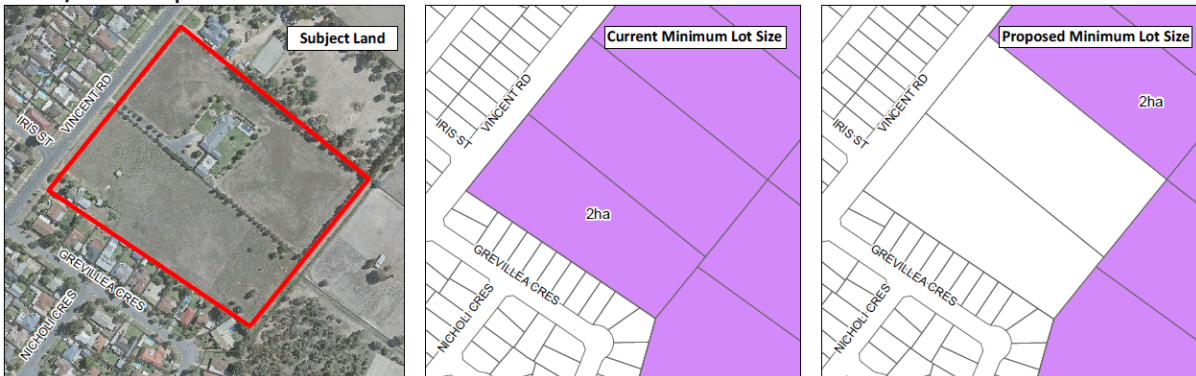 Subject Land
VINCENT RD
IRIS ST
GREVILLEA CRES
NICHOLI CRES
Current Minimum Lot Size
VINCENT RD
IRIS ST
2ha
GREVILLEA CRES
NICHOLI CRES
Proposed Minimum Lot Size
2ha
VINCENT RD
IRIS ST
GREVILLEA CRES
NICHOLI CRES